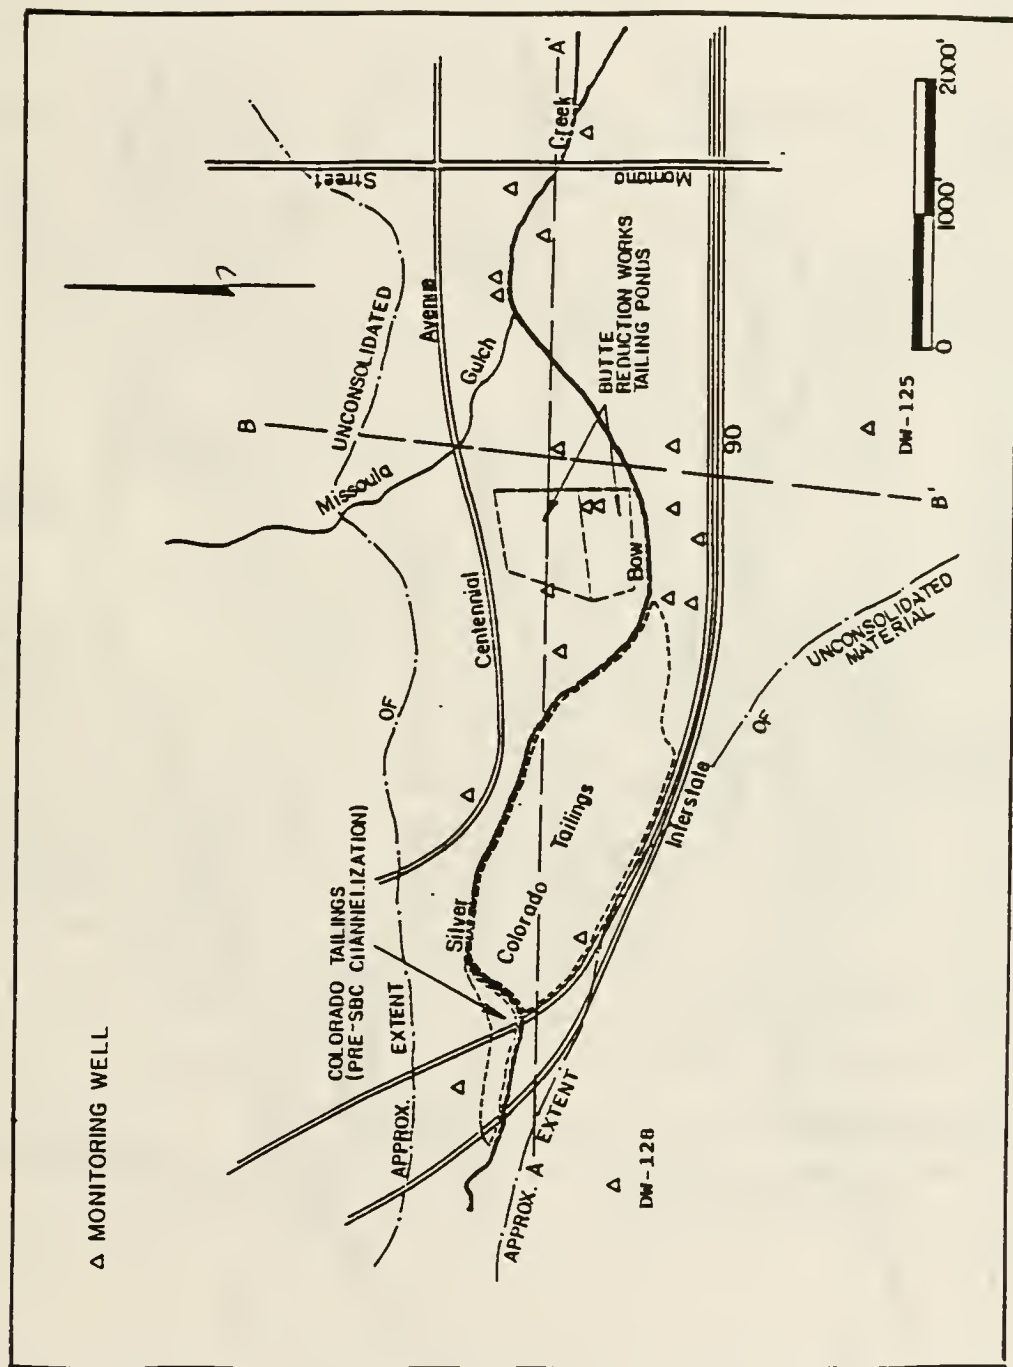 △ MONITORING WELL
COLORADO TAILINGS
(PRE-SBC CHANNELIZATION)
APPROX.
EXTENT
OF
UNCONSOLIDATED
Missoula
Gulch
B
Centennial
Avenue
Street
Montana
Silver
Bow
Creek
A'
Colorado
Tailings
BUTTE
REDUCTION WORKS
TAILING PONDS
Interstate
90
APPROX.
A
EXTENT
OF
UNCONSOLIDATED
MATERIAL
B'
DW-128
DW-125
0
1000'
2000'